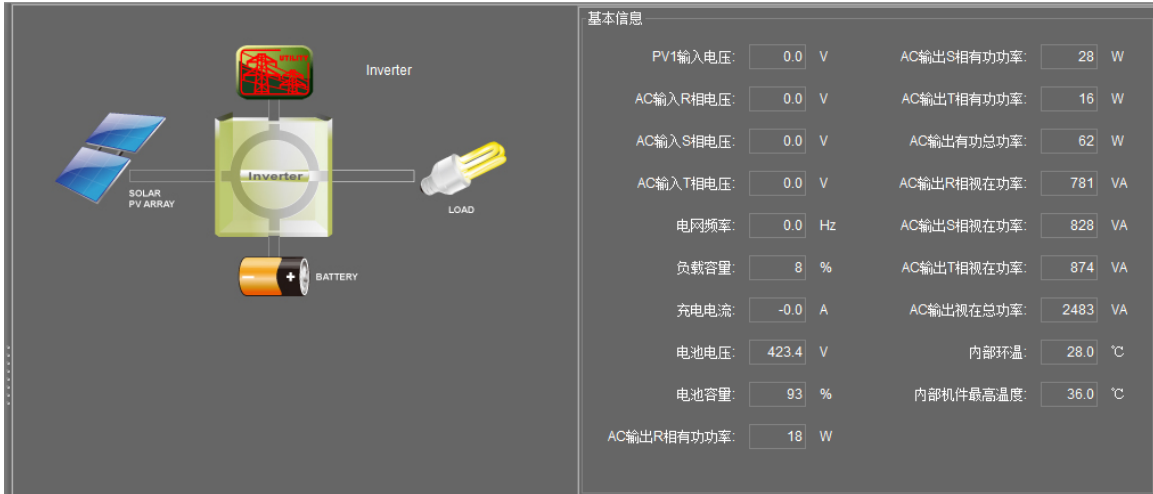 基本信息
UTILITY
Inverter
Inverter
SOLAR
PV ARRAY
LOAD
BATTERY
PV1输入电压: 0.0 V
AC输入R相电压: 0.0 V
AC输入S相电压: 0.0 V
AC输入T相电压: 0.0 V
电网频率: 0.0 Hz
负载容量: 8 %
充电电流: -0.0 A
电池电压: 423.4 V
电池容量: 93 %
AC输出R相有功功率: 18 W
AC输出S相有功功率: 28 W
AC输出T相有功功率: 16 W
AC输出有功总功率: 62 W
AC输出R相视在功率: 781 VA
AC输出S相视在功率: 828 VA
AC输出T相视在功率: 874 VA
AC输出视在总功率: 2483 VA
内部环温: 28.0 ℃
内部机件最高温度: 36.0 ℃